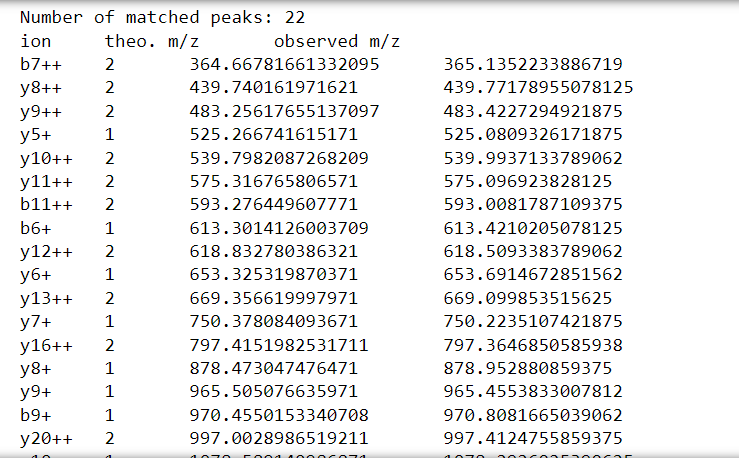 Number of matched peaks: 22
ion theo. m/z observed m/z
b7++ 2 364.66781661332095 365.1352233886719
y8++ 2 439.740161971621 439.77178955078125
y9++ 2 483.25617655137097 483.4227294921875
y5+ 1 525.266741615171 525.0809326171875
y10++ 2 539.7982087268209 539.9937133789062
y11++ 2 575.316765806571 575.096923828125
b11++ 2 593.276449607771 593.0081787109375
b6+ 1 613.3014126003709 613.4210205078125
y12++ 2 618.832780386321 618.5093383789062
y6+ 1 653.325319870371 653.6914672851562
y13++ 2 669.356619997971 669.099853515625
y7+ 1 750.378084093671 750.2235107421875
y16++ 2 797.4151982531711 797.3646850585938
y8+ 1 878.473047476471 878.952880859375
y9+ 1 965.505076635971 965.4553833007812
b9+ 1 970.4550153340708 970.8081665039062
y20++ 2 997.0028986519211 997.4124755859375